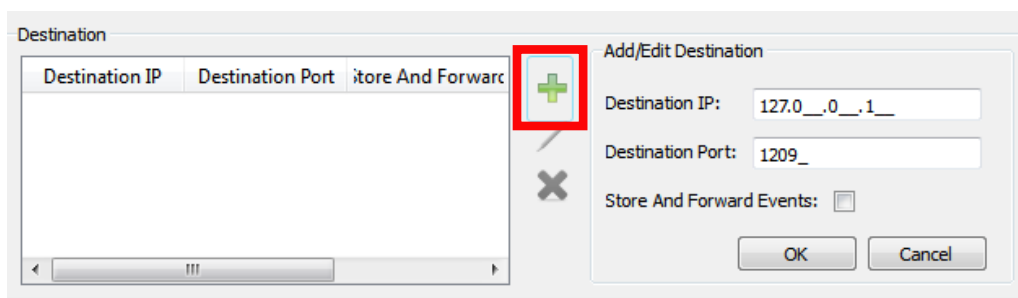 Destination
Destination IP Destination Port Store And Forward
Add/Edit Destination
Destination IP: 127.0__.0__.1__
Destination Port: 1209_
Store And Forward Events:
OK Cancel